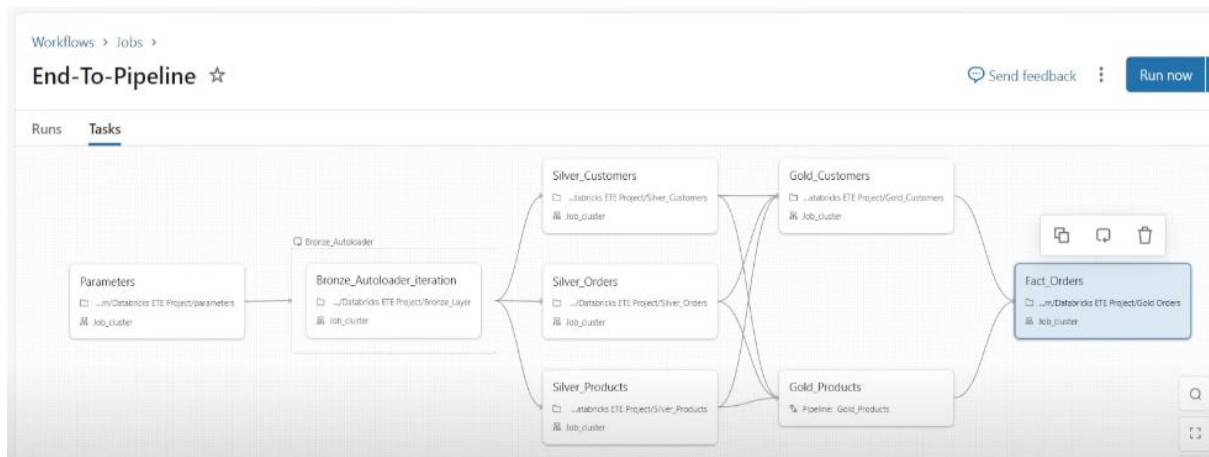 Workflows > Jobs >
End-To-Pipeline
Send feedback
Run now
Runs Tasks
Parameters
...m/Databricks ETE Project/parameters
Job_cluster
Bronze_Autoloader
Bronze_Autoloader_iteration
.../Databricks ETE Project/Bronze_Layer
Job_cluster
Silver_Customers
...tabricks ETE Project/Silver_Customers
Job_cluster
Silver_Orders
.../Databricks ETE Project/Silver_Orders
Job_cluster
Silver_Products
...atabricks ETE Project/Silver_Products
Job_cluster
Gold_Customers
...atabricks ETE Project/Gold_Customers
Job_cluster
Gold_Products
Pipeline: Gold_Products
Fact_Orders
...m/Databricks ETE Project/Gold Orders
Job_cluster